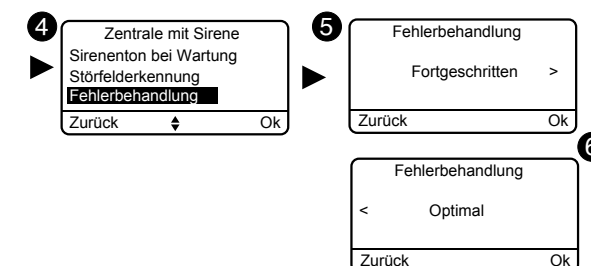 4
Zentrale mit Sirene
Sirenenton bei Wartung
Störfelderkennung
Fehlerbehandlung
Zurück Ok
5
Fehlerbehandlung
Fortgeschritten >
Zurück Ok
6
Fehlerbehandlung
< Optimal
Zurück Ok